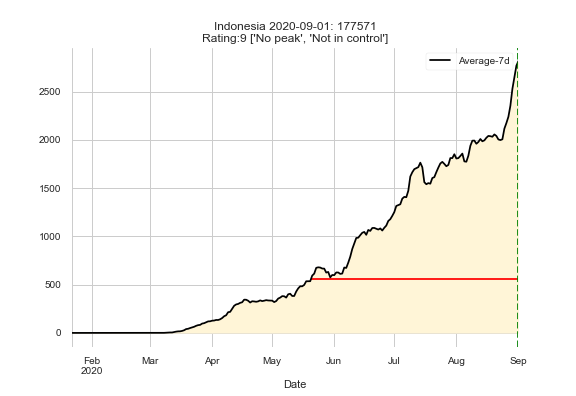 Indonesia 2020-09-01: 177571
Rating:9 ['No peak', 'Not in control']
Average-7d
2500
2000
1500
1000
500
0
Feb Mar Apr May Jun Jul Aug Sep
2020
Date